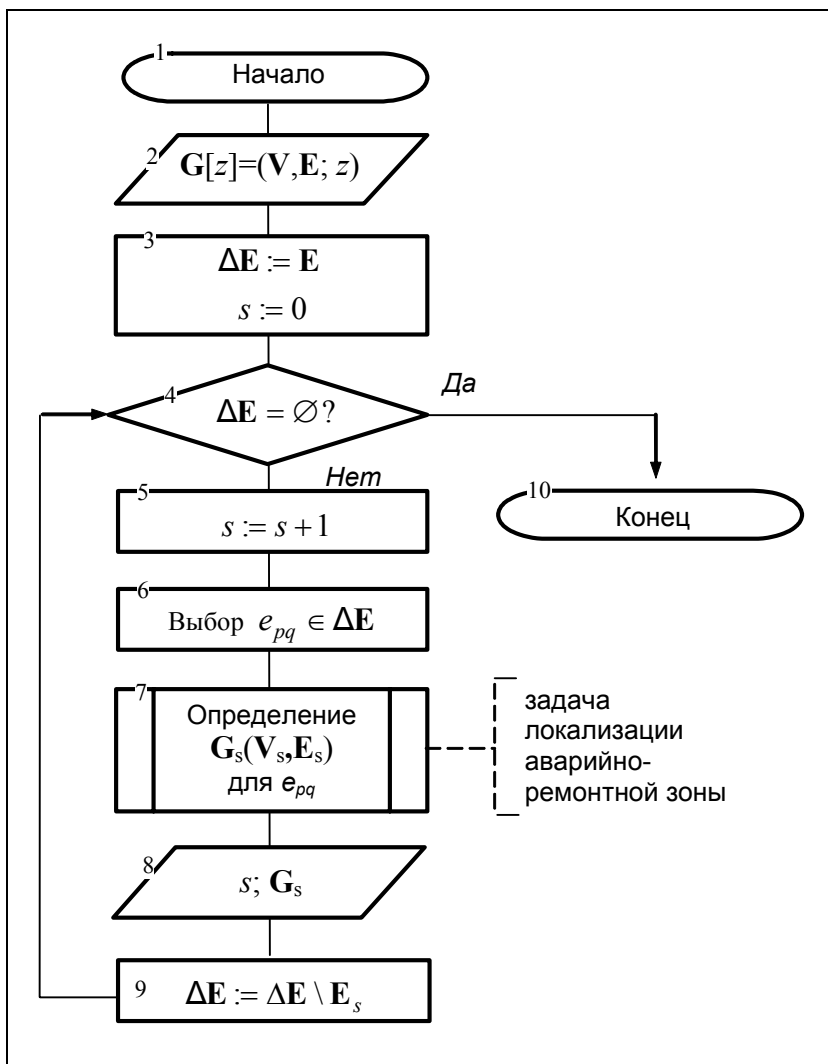 1
Начало
2
G[z]=(V,E; z)
3
ΔE := E
s := 0
4
ΔE = ∅?
Да
Нет
5
s := s + 1
10
Конец
6
Выбор e_pq ∈ ΔE
7
Определение
G_s(V_s,E_s)
для e_pq
задача
локализации
аварийно-
ремонтной зоны
8
s; G_s
9
ΔE := ΔE \ E_s